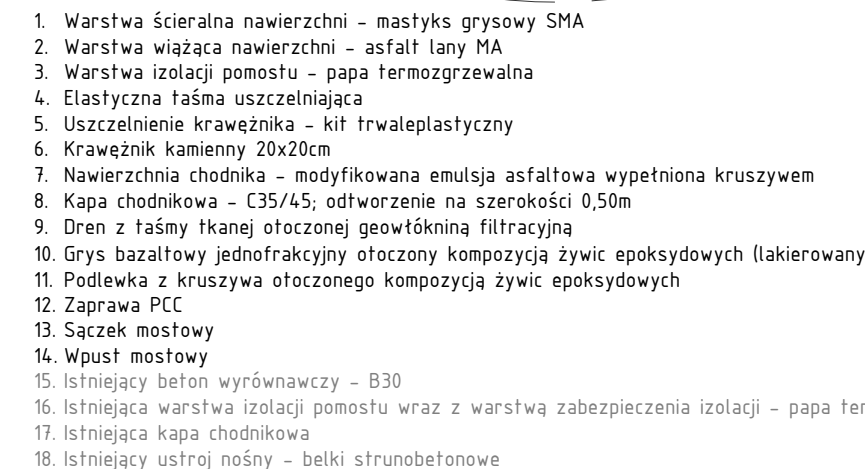 1. Warstwa ścieralna nawierzchni – mastyks grysowy SMA
2. Warstwa wiążąca nawierzchni – asfalt lany MA
3. Warstwa izolacji pomostu – papa termozgrzewalna
4. Elastyczna taśma uszczelniająca
5. Uszczelnienie krawężnika – kit trwaleplastyczny
6. Krawężnik kamienny 20x20cm
7. Nawierzchnia chodnika – modyfikowana emulsja asfaltowa wypełniona kruszywem
8. Kapa chodnikowa – C35/45; odtworzenie na szerokości 0,50m
9. Dren z taśmy tkanej otoczonej geowłókniną filtracyjną
10. Grys bazaltowy jednofrakcyjny otoczony kompozycją żywic epoksydowych (lakierowany
11. Podlewka z kruszywa otoczonego kompozycją żywic epoksydowych
12. Zaprawa PCC
13. Sączek mostowy
14. Wpust mostowy
15. Istniejący beton wyrównawczy – B30
16. Istniejąca warstwa izolacji pomostu wraz z warstwą zabezpieczenia izolacji – papa ter
17. Istniejąca kapa chodnikowa
18. Istniejący ustroj nośny – belki strunobetonowe